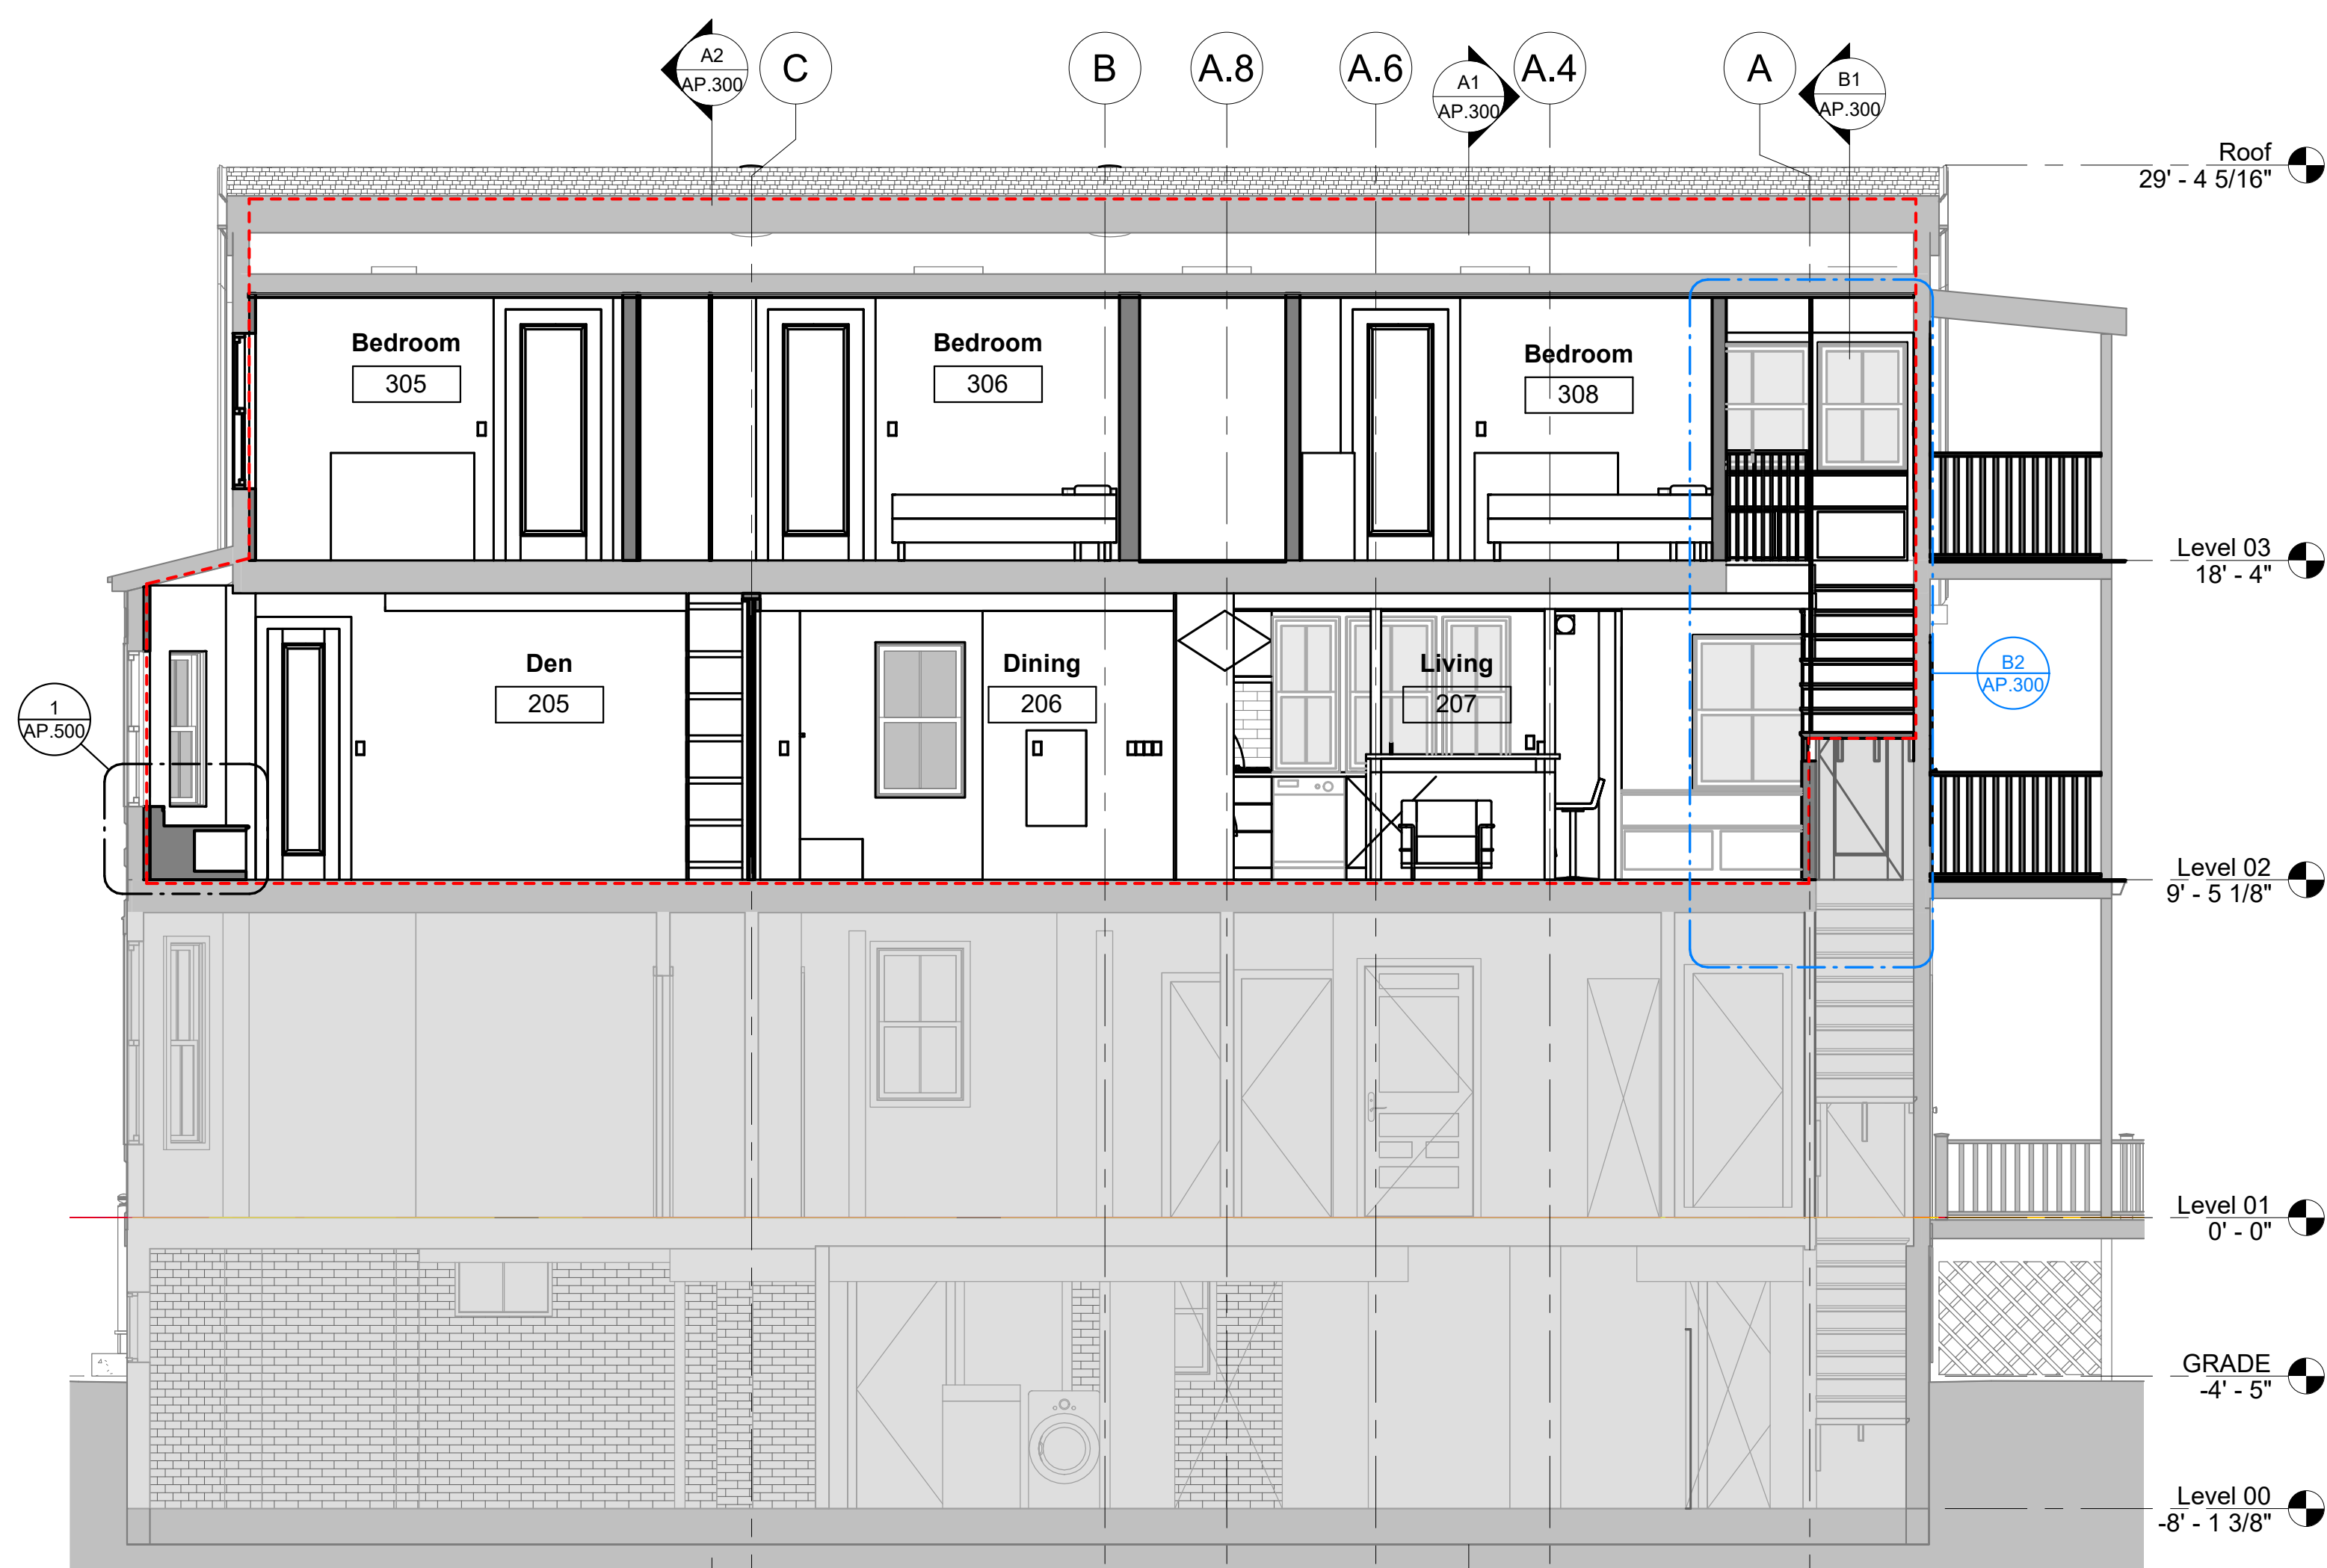 A2
AP.300
C
B
A.8
A.6
A1
AP.300
A.4
A
B1
AP.300
Roof
29' - 4 5/16"
Bedroom
305
Bedroom
306
Bedroom
308
Level 03
18' - 4"
Den
205
Dining
206
Living
207
B2
AP.300
1
AP.500
Level 02
9' - 5 1/8"
Level 01
0' - 0"
GRADE
-4' - 5"
Level 00
-8' - 1 3/8"